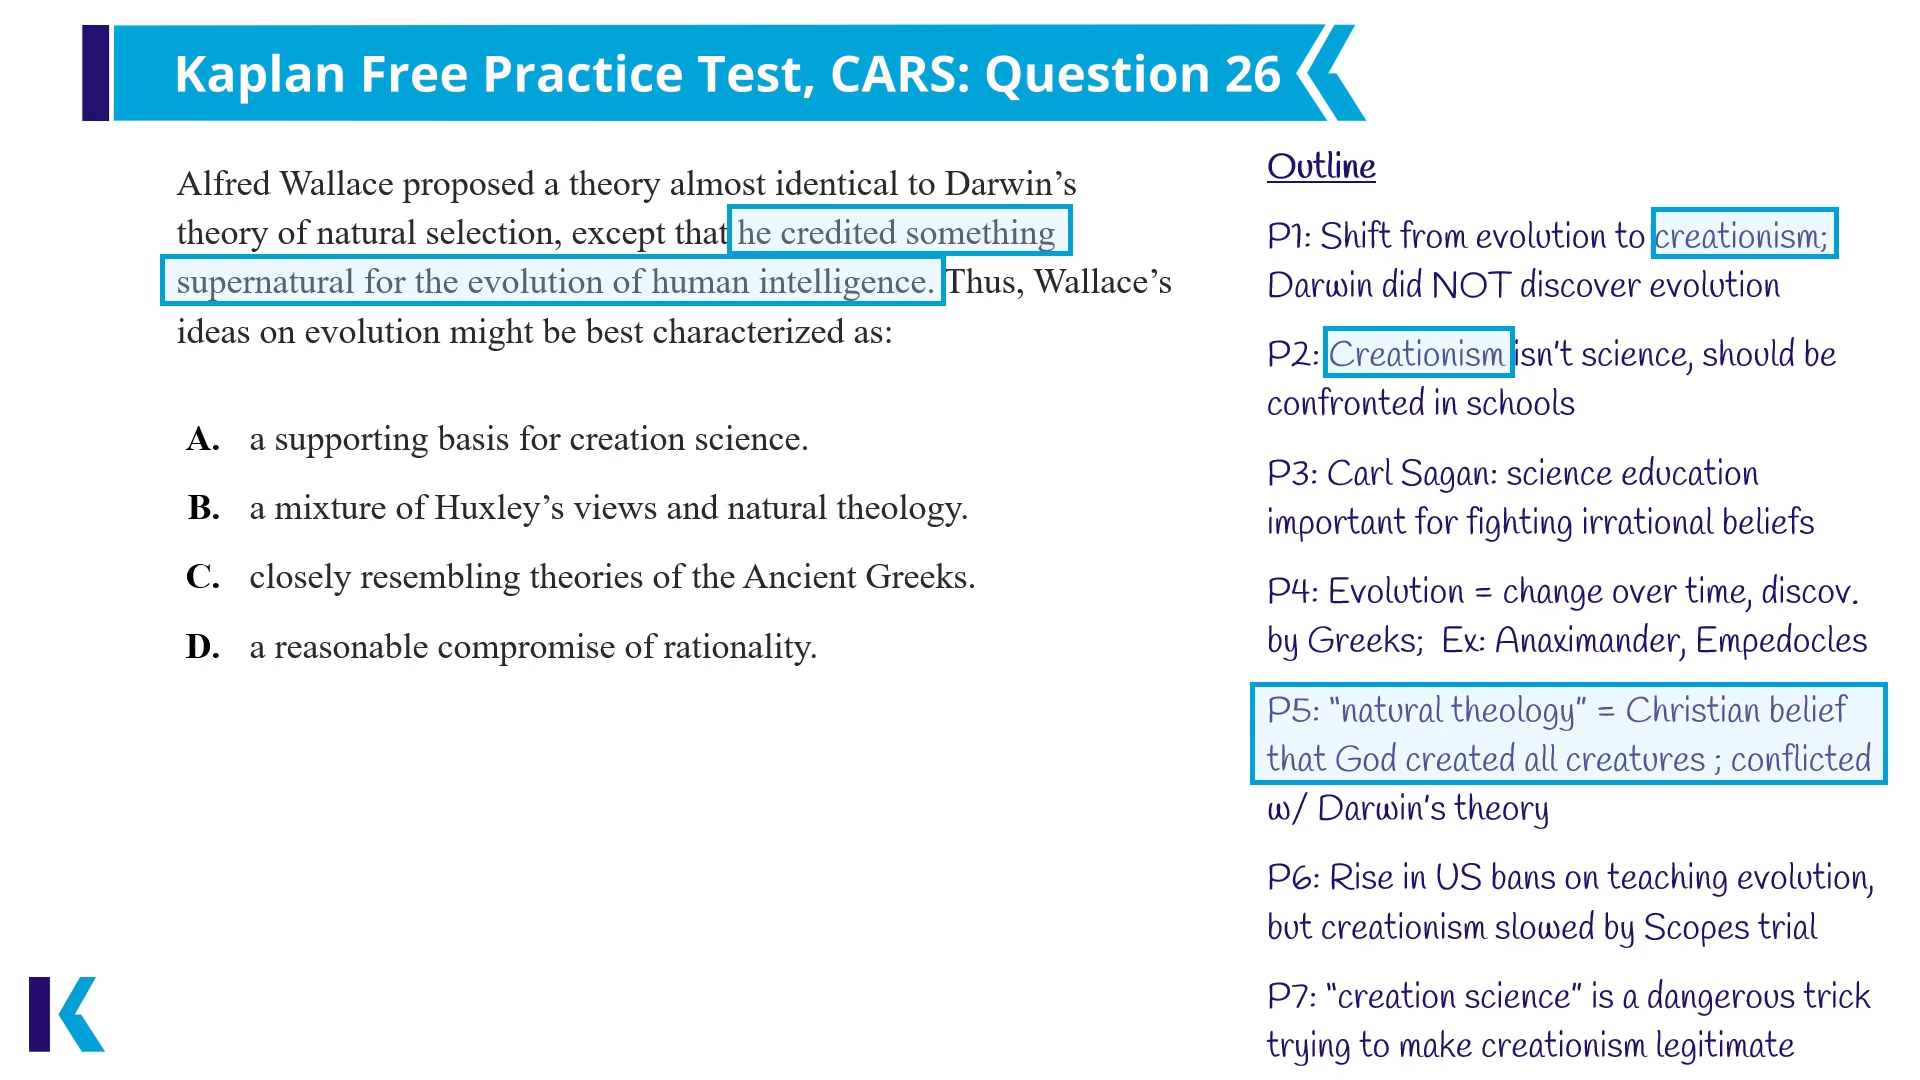 Kaplan Free Practice Test, CARS: Question 26
Alfred Wallace proposed a theory almost identical to Darwin’s
theory of natural selection, except that he credited something
supernatural for the evolution of human intelligence. Thus, Wallace’s
ideas on evolution might be best characterized as:
A. a supporting basis for creation science.
B. a mixture of Huxley’s views and natural theology.
C. closely resembling theories of the Ancient Greeks.
D. a reasonable compromise of rationality.
Outline
P1: Shift from evolution to creationism;
Darwin did NOT discover evolution
P2: Creationism isn't science, should be
confronted in schools
P3: Carl Sagan: science education
important for fighting irrational beliefs
P4: Evolution = change over time, discov.
by Greeks; Ex: Anaximander, Empedocles
P5: "natural theology" = Christian belief
that God created all creatures ; conflicted
w/ Darwin's theory
P6: Rise in US bans on teaching evolution,
but creationism slowed by Scopes trial
P7: "creation science" is a dangerous trick
trying to make creationism legitimate
K